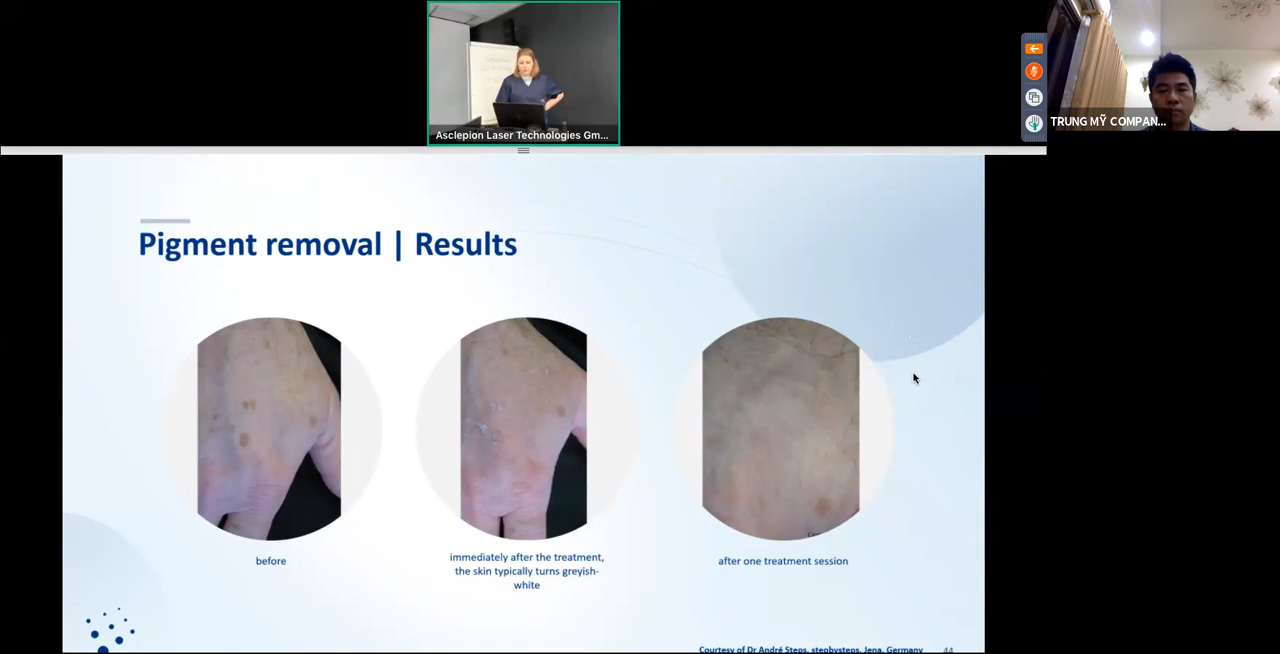 Asclepion Laser Technologies Gm...
TRUNG MỸ COMPAN...
Pigment removal | Results
before
immediately after the treatment,
the skin typically turns greyish-
white
after one treatment session
Courtesy of Dr André Steps, stepbysteps, Jena, Germany
44